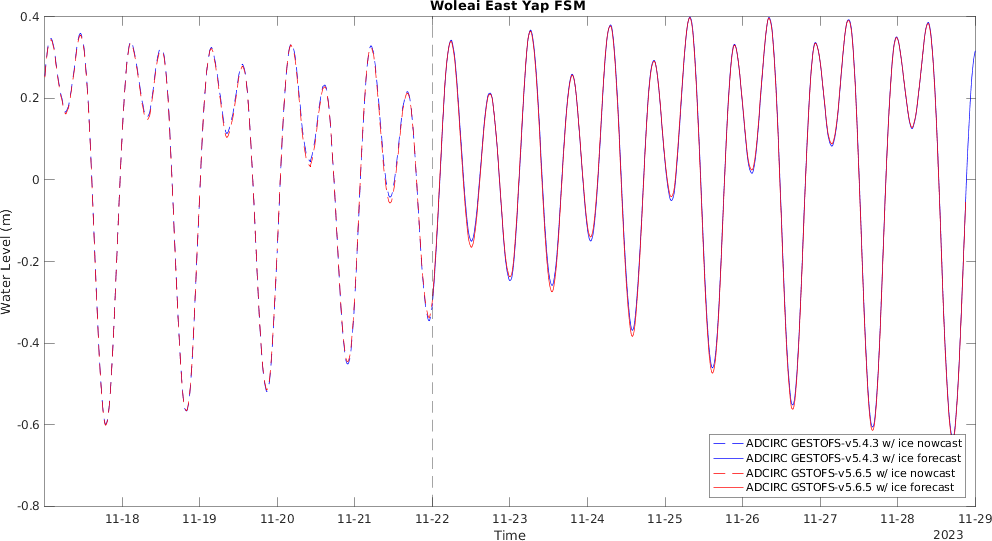 Woleai East Yap FSM
0.4
0.2
0
-0.2
-0.4
-0.6
-0.8
Water Level (m)
ADCIRC GESTOFS-v5.4.3 w/ ice nowcast
ADCIRC GESTOFS-v5.4.3 w/ ice forecast
ADCIRC GSTOFS-v5.6.5 w/ ice nowcast
ADCIRC GSTOFS-v5.6.5 w/ ice forecast
11-18 11-19 11-20 11-21 11-22 11-23 11-24 11-25 11-26 11-27 11-28 11-29
Time
2023